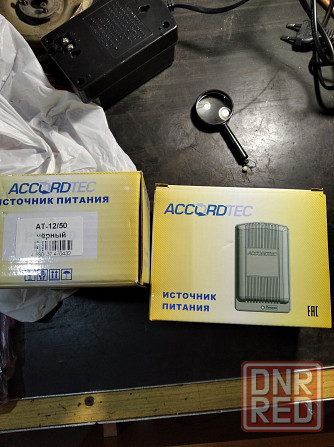 ACCORDTEC
ИСТОЧНИК ПИТАНИЯ
AT-12/50
черный
ACCORDTEC
ИСТОЧНИК
ПИТАНИЯ
EAC
DNR
RED